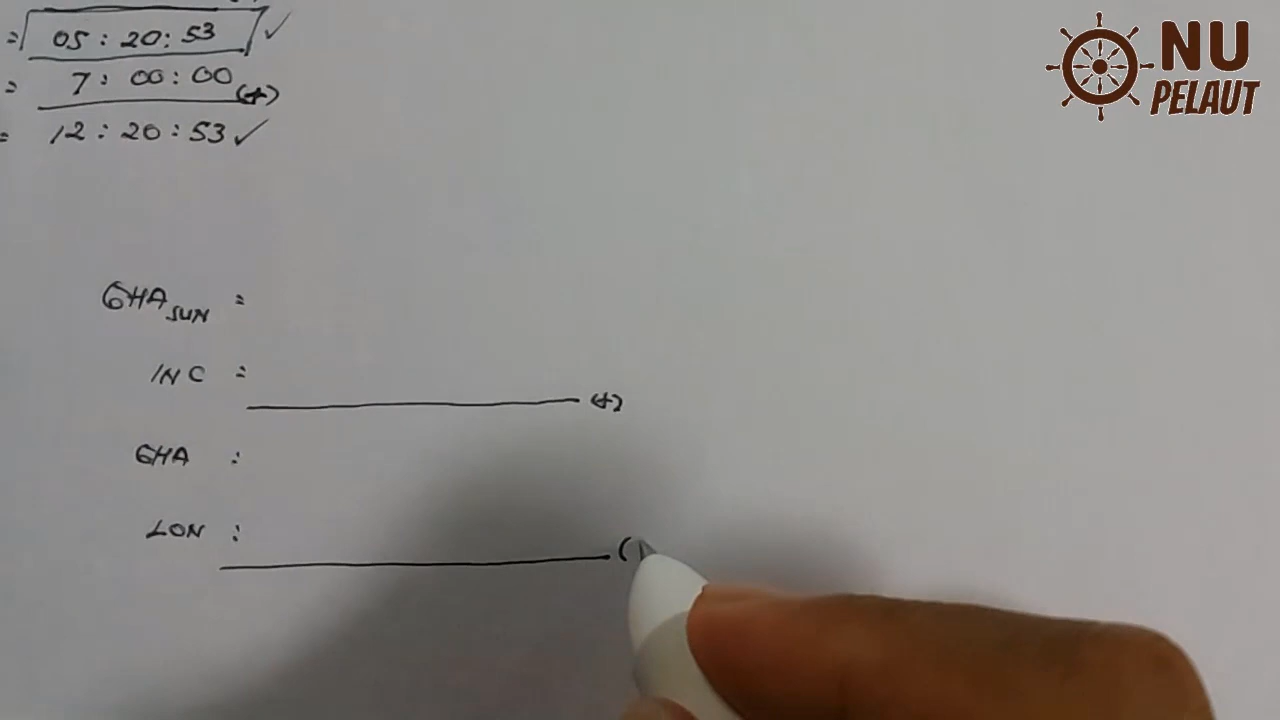 = 05 : 20 : 53 ✓
= 7 : 00 : 00 (+)
= 12 : 20 : 53 ✓
GHA SUN =
INC =
(+)
GHA :
LON :
(
NU
PELAUT